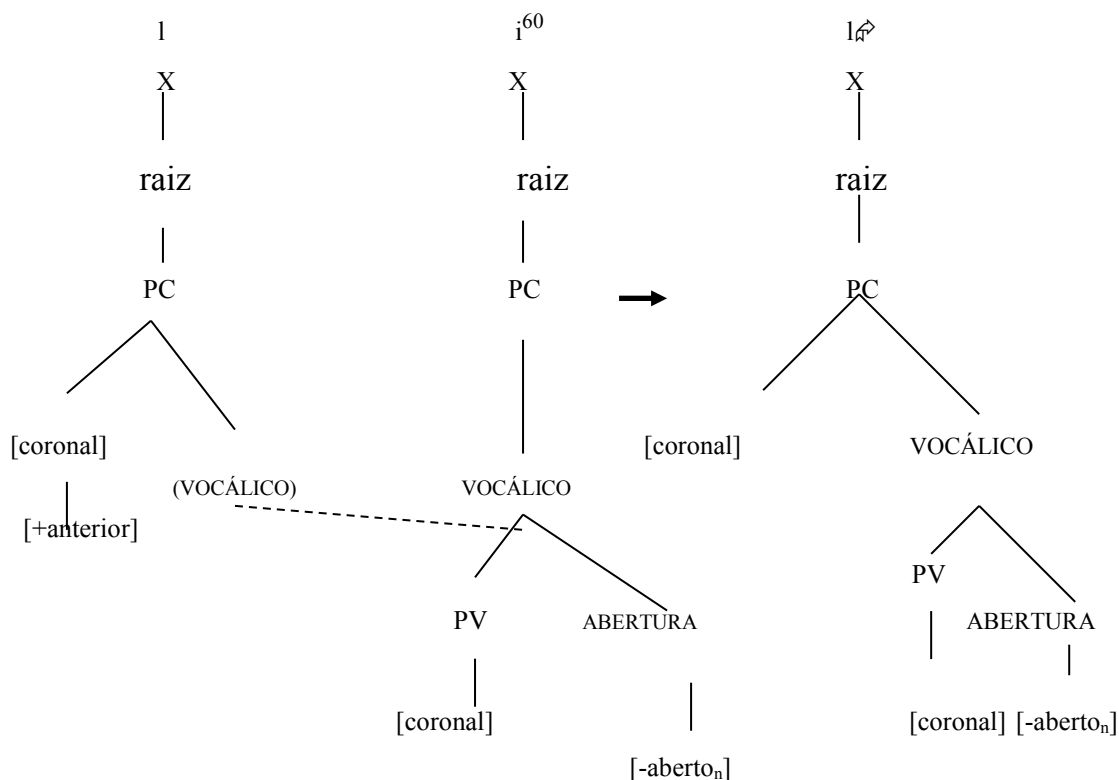 l i⁶⁰ l
X X X
raiz raiz raiz
PC PC PC
[coronal] [coronal] VOCÁLICO
(VOCÁLICO) VOCÁLICO
[+anterior]
PV
PV ABERTURA ABERTURA
[coronal] [coronal] [-abertoₙ]
[-abertoₙ]